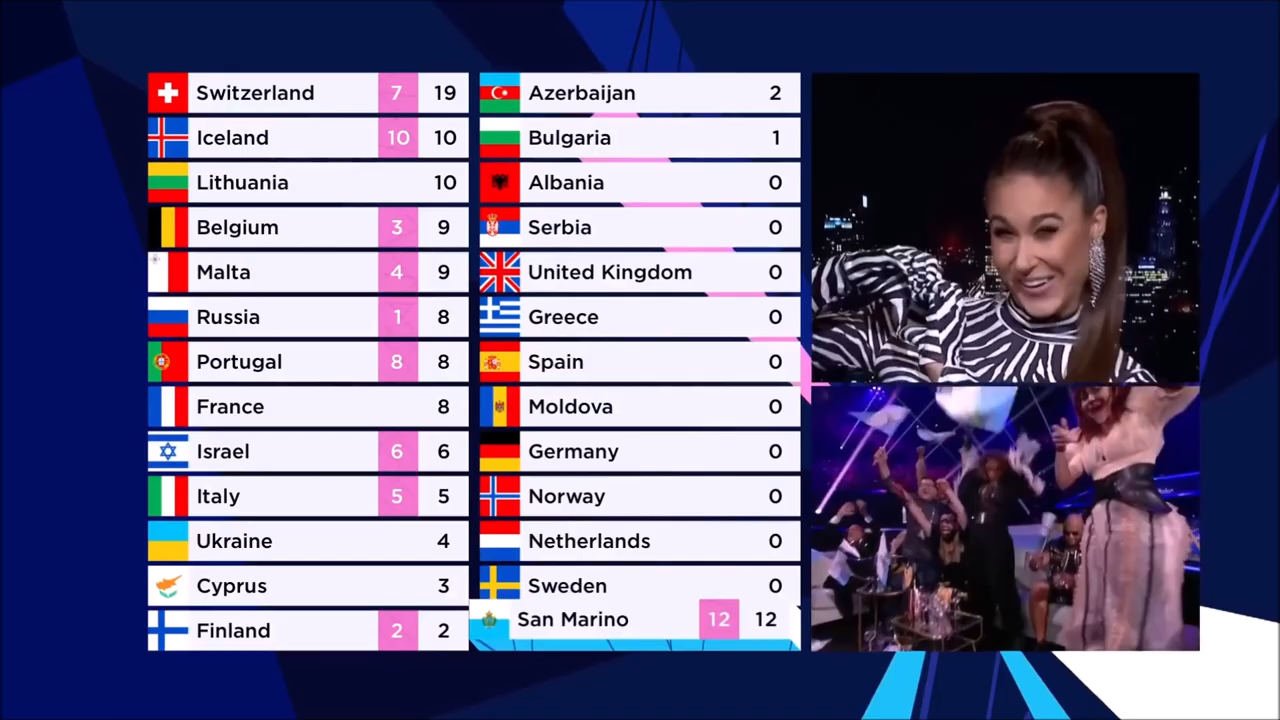 Switzerland 7 19
Iceland 10 10
Lithuania 10
Belgium 3 9
Malta 4 9
Russia 1 8
Portugal 8 8
France 8
Israel 6 6
Italy 5 5
Ukraine 4
Cyprus 3
Finland 2 2
Azerbaijan 2
Bulgaria 1
Albania 0
Serbia 0
United Kingdom 0
Greece 0
Spain 0
Moldova 0
Germany 0
Norway 0
Netherlands 0
Sweden 0
San Marino 12 12